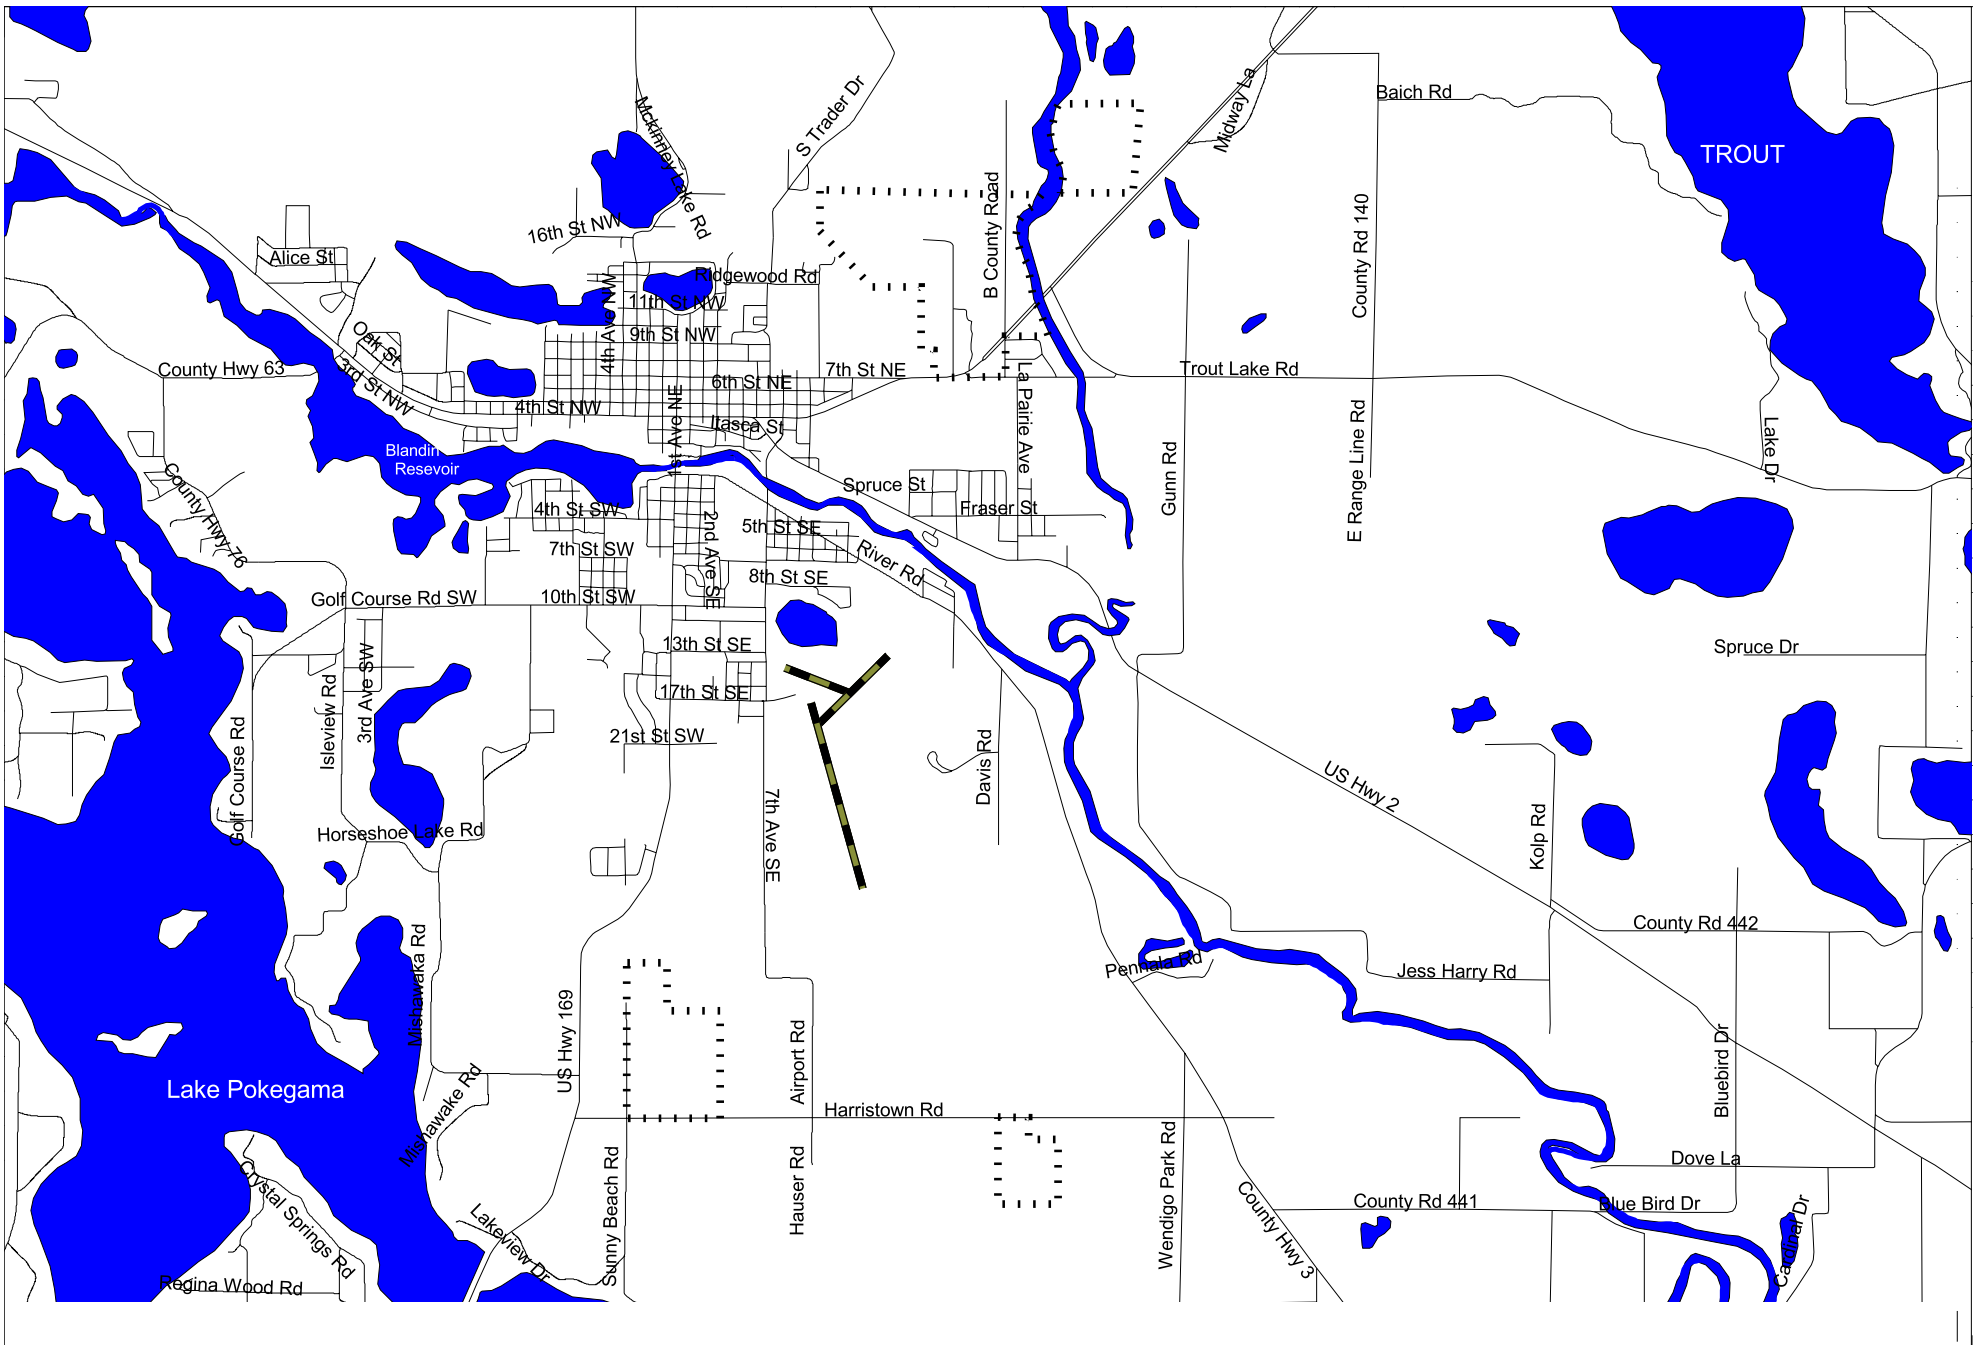 Baich Rd
Midway La
S Trader Dr
Mckinney Lake Rd
TROUT
16th St NW
B County Road
County Rd 140
Alice St
Ridgewood Rd
11th St NW
4th Ave NW
9th St NW
Oak St
County Hwy 63
3rd St NW
7th St NE
6th St NE
Trout Lake Rd
4th St NW
1st Ave NE
Itasca St
La Pairie Ave
E Range Line Rd
Lake Dr
Blandin
Resevoir
Gunn Rd
County Hwy 76
Spruce St
Fraser St
4th St SW
2nd Ave SE
5th St SE
7th St SW
River Rd
8th St SE
Golf Course Rd SW
10th St SW
13th St SE
Spruce Dr
3rd Ave SW
Isleview Rd
17th St SE
Golf Course Rd
21st St SW
Davis Rd
US Hwy 2
7th Ave SE
Kolp Rd
Horseshoe Lake Rd
County Rd 442
Mishawaka Rd
Pennala Rd
Jess Harry Rd
US Hwy 169
Airport Rd
Bluebird Dr
Lake Pokegama
Mishawake Rd
Harristown Rd
Crystal Springs Rd
Sunny Beach Rd
Hauser Rd
Wendigo Park Rd
Dove La
County Hwy 3
County Rd 441
Blue Bird Dr
Cardinal Dr
Lakeview Dr
Regina Wood Rd